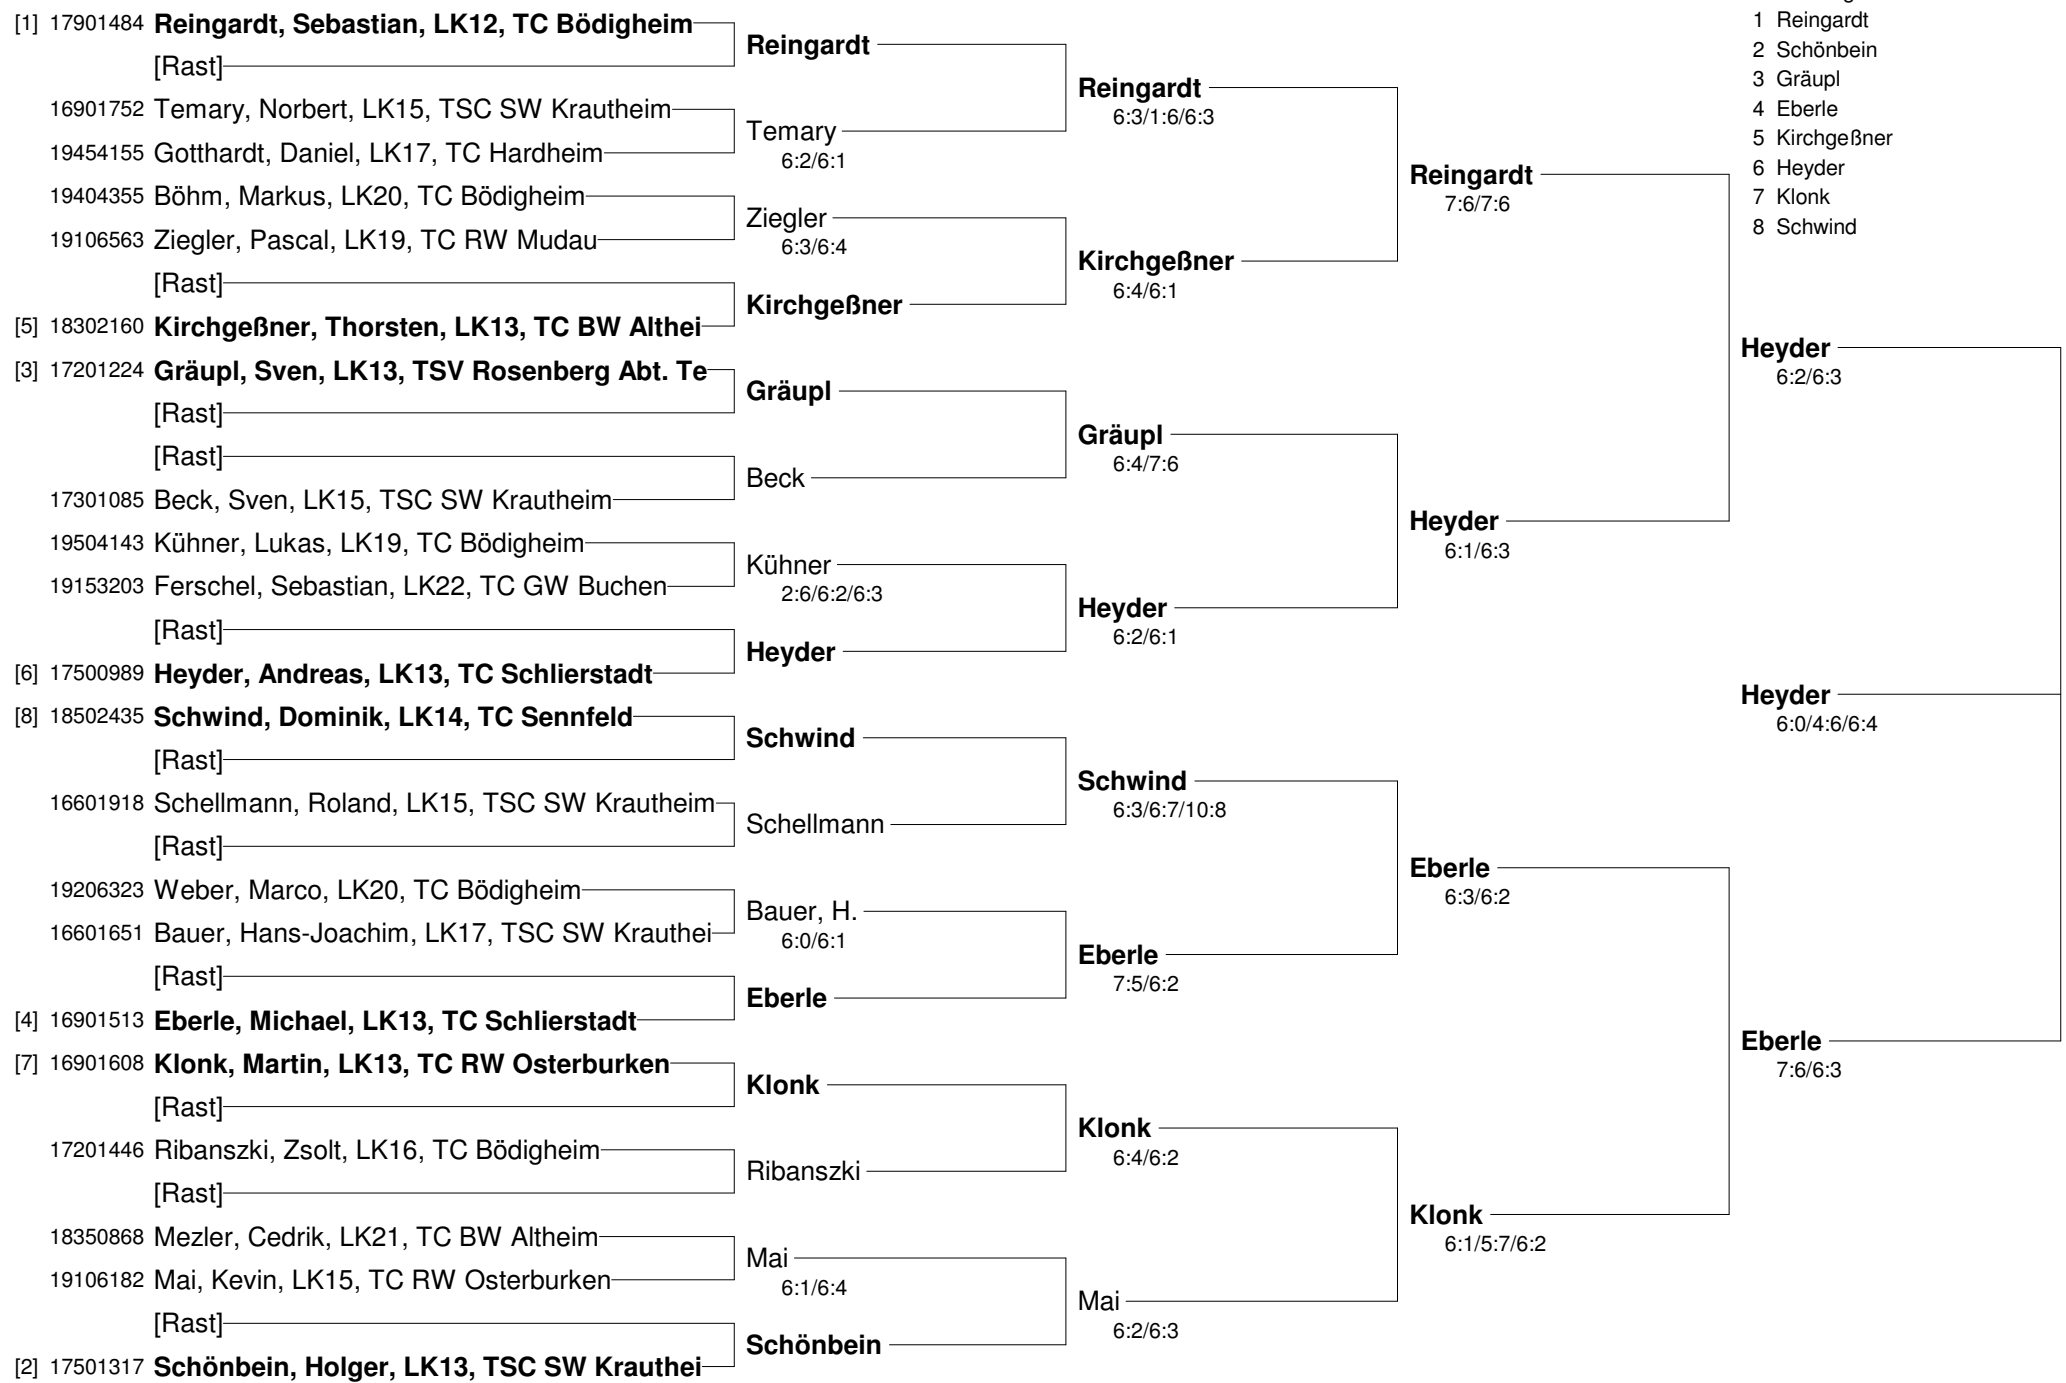 [1] 17901484 Reingardt, Sebastian, LK12, TC Bödigheim
[Rast]
16901752 Temary, Norbert, LK15, TSC SW Krautheim
19454155 Gotthardt, Daniel, LK17, TC Hardheim
19404355 Böhm, Markus, LK20, TC Bödigheim
19106563 Ziegler, Pascal, LK19, TC RW Mudau
[Rast]
[5] 18302160 Kirchgeßner, Thorsten, LK13, TC BW Althei
[3] 17201224 Gräupl, Sven, LK13, TSV Rosenberg Abt. Te
[Rast]
[Rast]
17301085 Beck, Sven, LK15, TSC SW Krautheim
19504143 Kühner, Lukas, LK19, TC Bödigheim
19153203 Ferschel, Sebastian, LK22, TC GW Buchen
[Rast]
[6] 17500989 Heyder, Andreas, LK13, TC Schlierstadt
[8] 18502435 Schwind, Dominik, LK14, TC Sennfeld
[Rast]
16601918 Schellmann, Roland, LK15, TSC SW Krautheim
[Rast]
19206323 Weber, Marco, LK20, TC Bödigheim
16601651 Bauer, Hans-Joachim, LK17, TSC SW Krauthei
[Rast]
[4] 16901513 Eberle, Michael, LK13, TC Schlierstadt
[7] 16901608 Klonk, Martin, LK13, TC RW Osterburken
[Rast]
17201446 Ribanszki, Zsolt, LK16, TC Bödigheim
[Rast]
18350868 Mezler, Cedrik, LK21, TC BW Altheim
19106182 Mai, Kevin, LK15, TC RW Osterburken
[Rast]
[2] 17501317 Schönbein, Holger, LK13, TSC SW Krauthei
Reingardt
Temary
6:2/6:1
Ziegler
6:3/6:4
Kirchgeßner
Gräupl
Beck
Kühner
2:6/6:2/6:3
Heyder
Schwind
Schellmann
Bauer, H.
6:0/6:1
Eberle
Klonk
Ribanszki
Mai
6:1/6:4
Schönbein
Reingardt
6:3/1:6/6:3
Kirchgeßner
6:4/6:1
Gräupl
6:4/7:6
Heyder
6:2/6:1
Schwind
6:3/6:7/10:8
Eberle
7:5/6:2
Klonk
6:4/6:2
Mai
6:2/6:3
Reingardt
7:6/7:6
Heyder
6:1/6:3
Eberle
6:3/6:2
Klonk
6:1/5:7/6:2
Heyder
6:2/6:3
Eberle
7:6/6:3
Heyder
6:0/4:6/6:4
1 Reingardt
2 Schönbein
3 Gräupl
4 Eberle
5 Kirchgeßner
6 Heyder
7 Klonk
8 Schwind